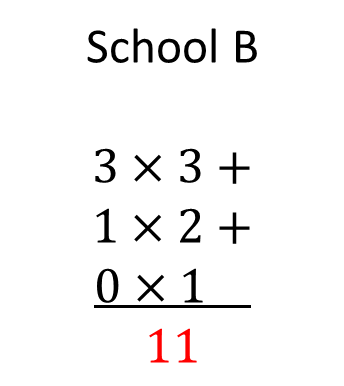 School B
3 × 3 +
1 × 2 +
0 × 1
11